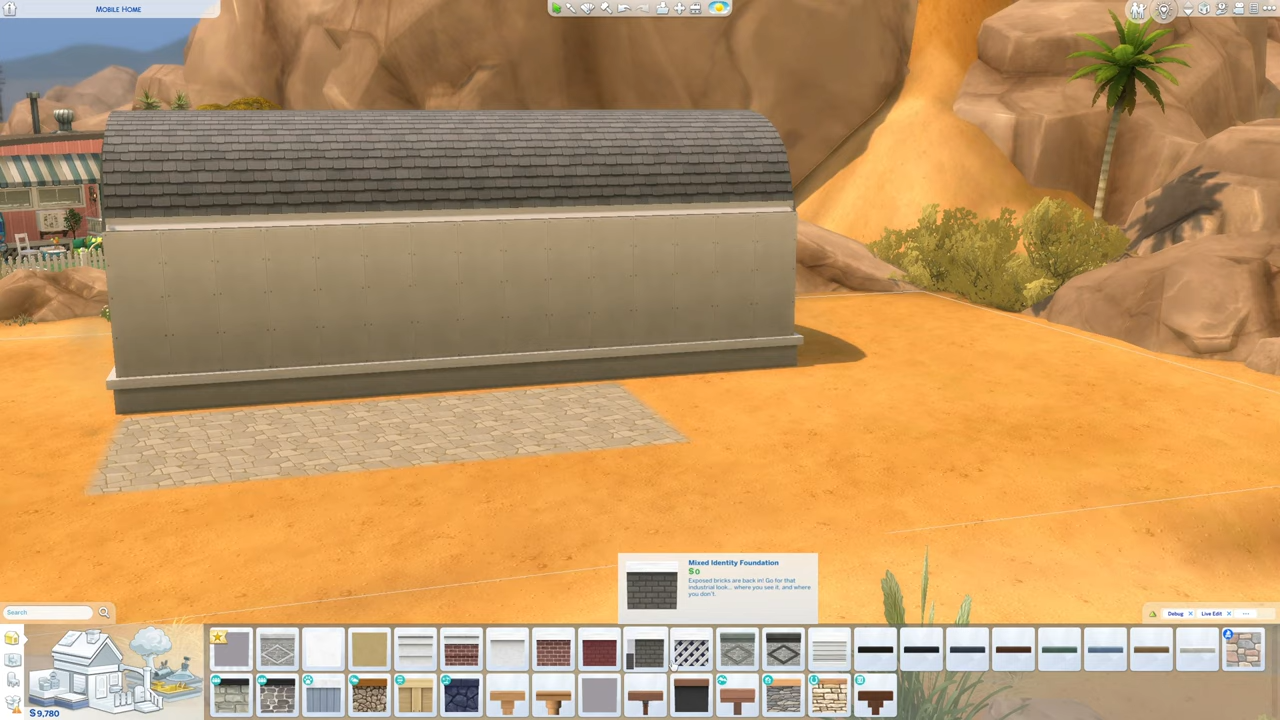 Mobile Home
Mixed Identity Foundation
§0
Exposed bricks are back in! Go for that
industrial look... where you see it, and where
you don't.
Search
Debug
Live Edit
§9,780